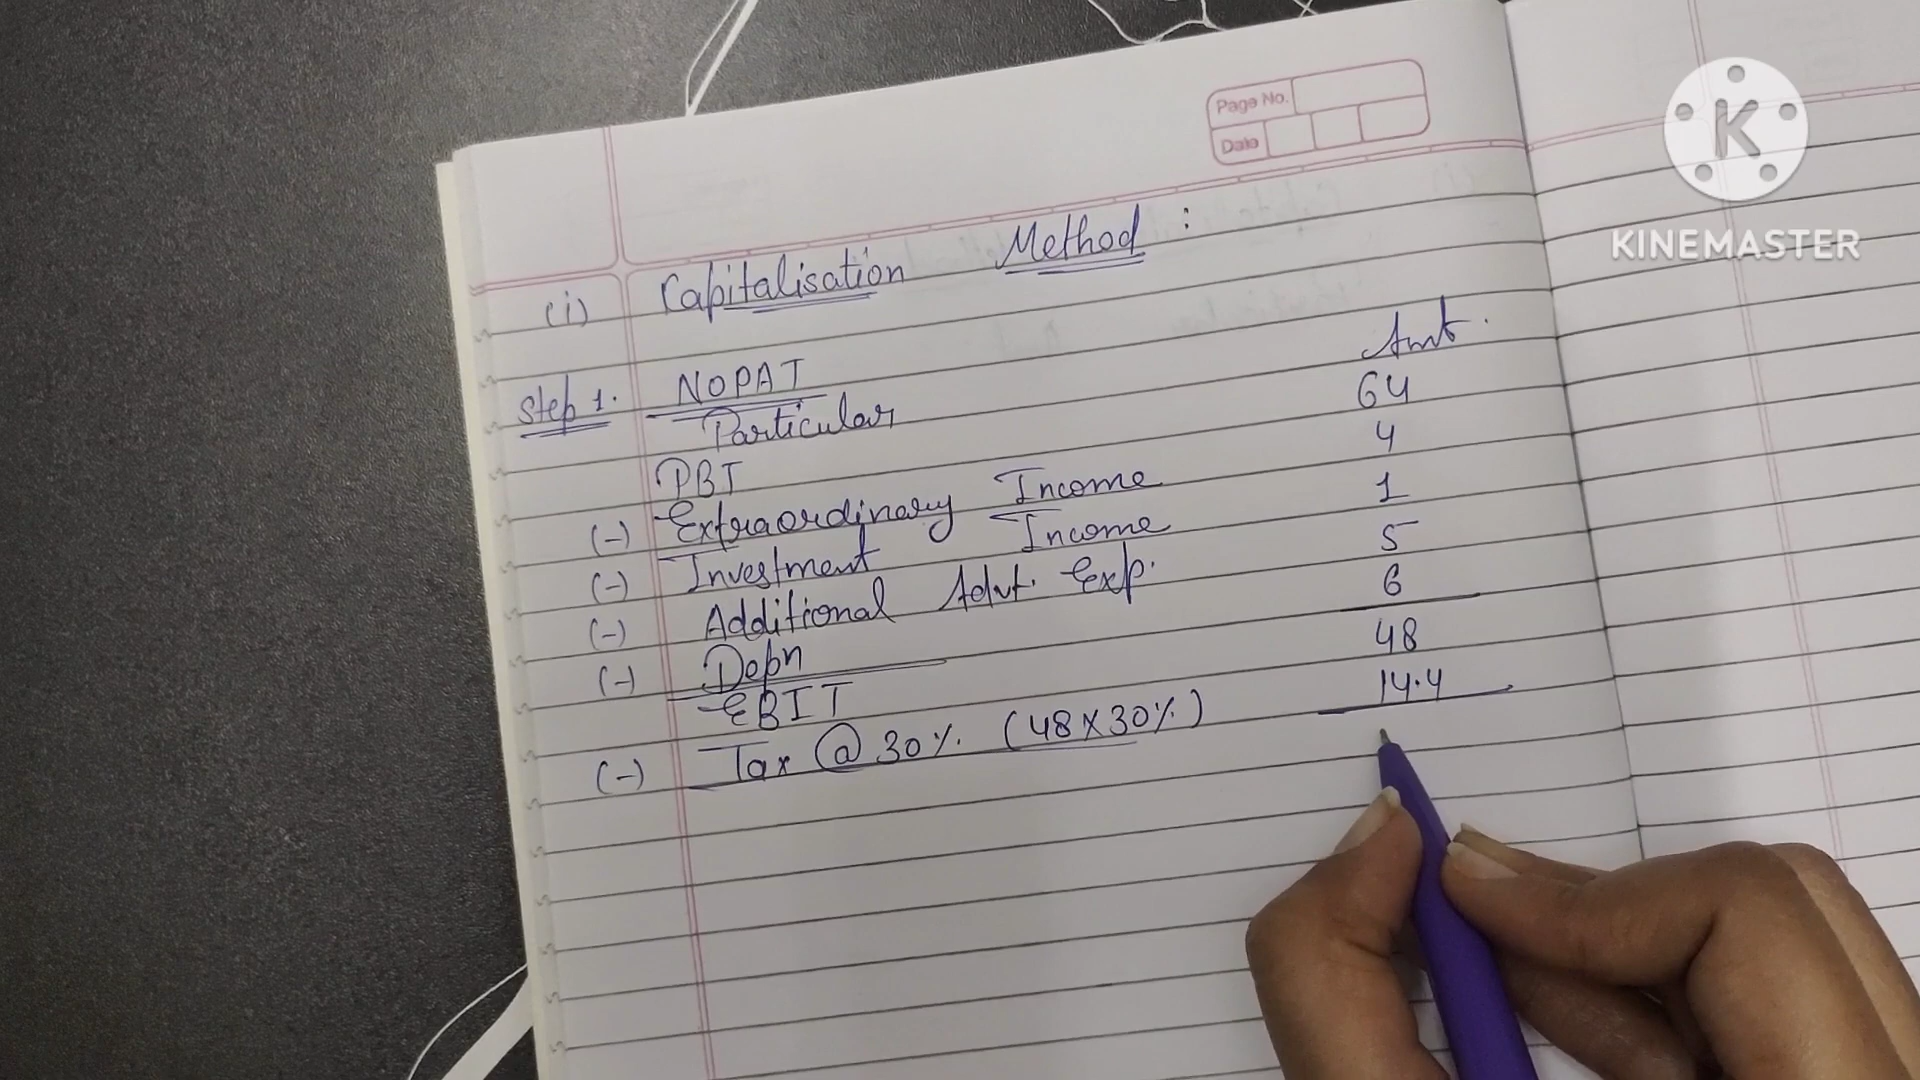 Page No.
Date
K
KINEMASTER
(i) Capitalisation Method :
Step 1. NOPAT
Particular Amt.
PBT 64
(-) Extraordinary Income 4
(-) Investment Income 1
(-) Additional Advt. Exp. 5
(-) Depn 6
EBIT 48
(-) Tax @ 30%. (48 X 30%) 14.4